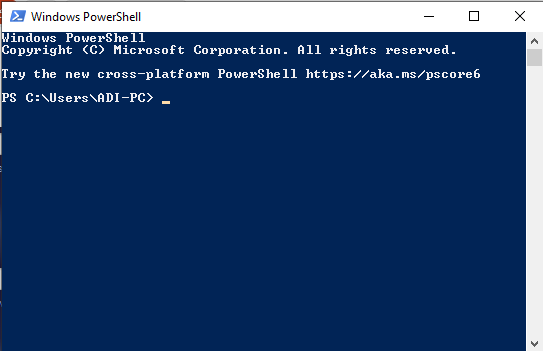 Windows PowerShell
Windows PowerShell
Copyright (C) Microsoft Corporation. All rights reserved.
Try the new cross-platform PowerShell https://aka.ms/pscore6
PS C:\Users\ADI-PC>